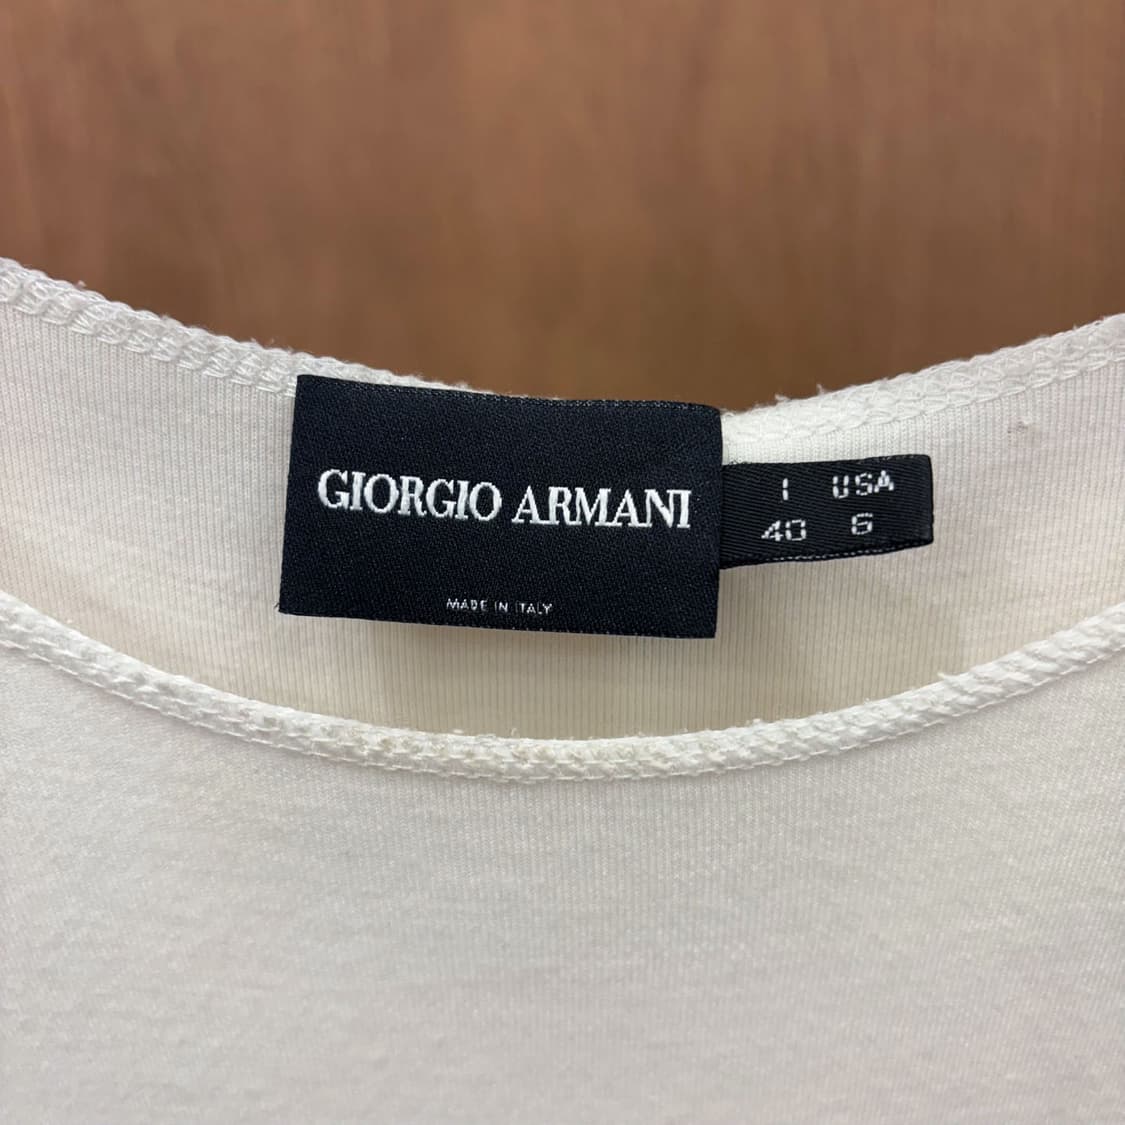 GIORGIO ARMANI
MADE IN ITALY
I USA
40 6